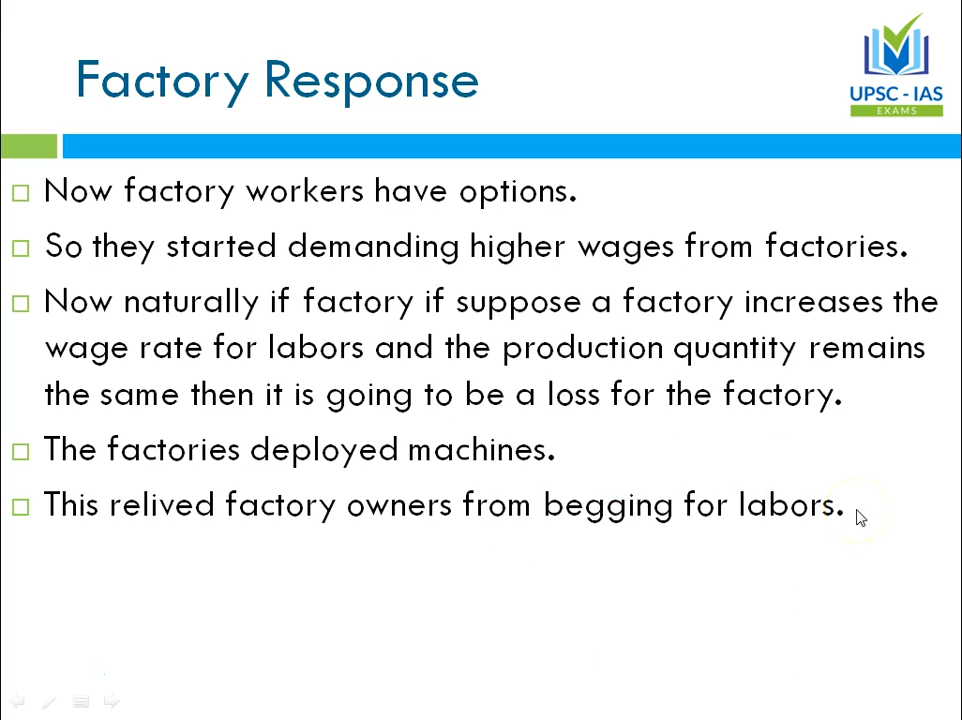 Factory Response
UPSC - IAS
EXAMS
Now factory workers have options.
So they started demanding higher wages from factories.
Now naturally if factory if suppose a factory increases the
wage rate for labors and the production quantity remains
the same then it is going to be a loss for the factory.
The factories deployed machines.
This relived factory owners from begging for labors.